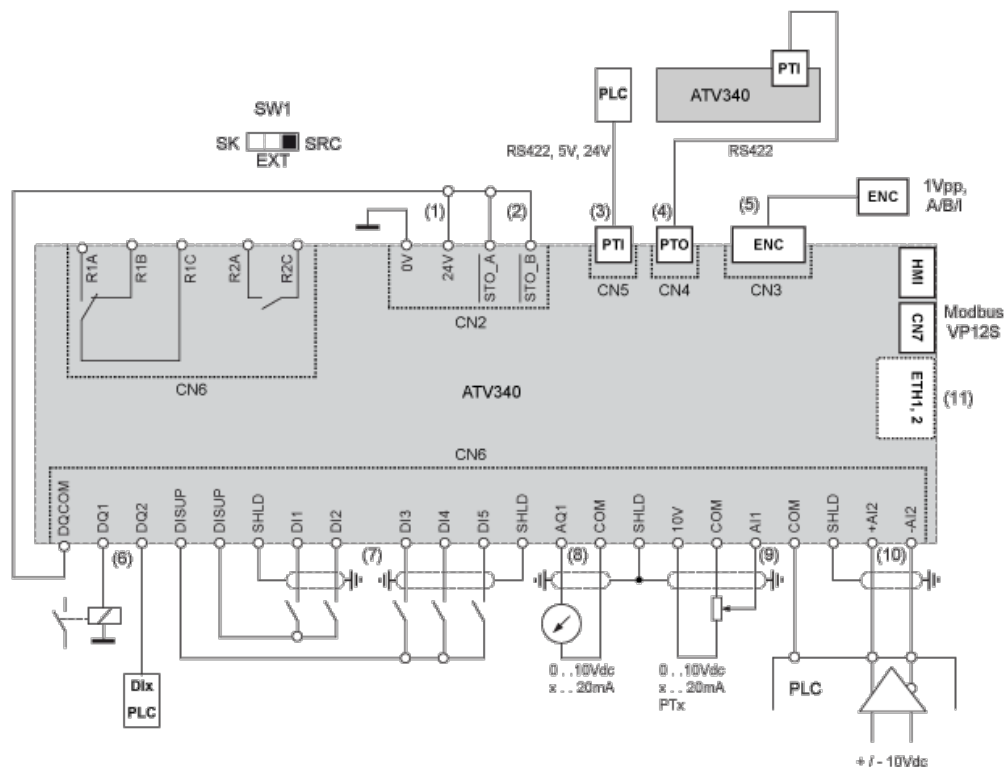 PTI
PLC
ATV340
SW1
SK
SRC
EXT
RS422, 5V, 24V
RS422
1Vpp,
A/B/I
ENC
(1)
(2)
(3)
(4)
(5)
R1A
R1B
R1C
R2A
R2C
0V
24V
STO_A
STO_B
PTI
PTO
ENC
HMI
CN5
CN4
CN3
CN2
CN7
Modbus
VP12S
CN6
ATV340
ETH1, 2
(11)
CN6
DQCOM
DQ1
DQ2
DISUP
DISUP
SHLD
DI1
DI2
DI3
DI4
DI5
SHLD
AQ1
COM
SHLD
10V
COM
AI1
COM
SHLD
+AI2
-AI2
(6)
(7)
(8)
(9)
(10)
0 . . 10Vdc
x . . 20mA
0 . . 10Vdc
x . . 20mA
PTx
DIx
PLC
PLC
+ / - 10Vdc